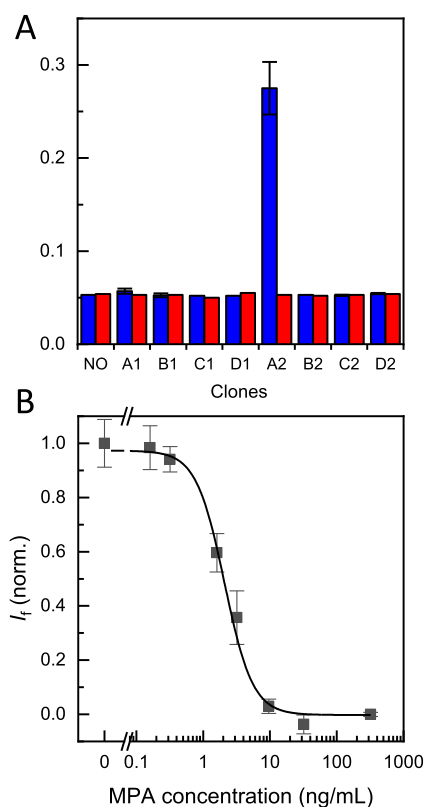 A
0.3
0.2
0.1
0.0
NO A1 B1 C1 D1 A2 B2 C2 D2
Clones
B
1.0
0.8
0.6
0.4
0.2
0.0
If (norm.)
0 0.1 1 10 100 1000
MPA concentration (ng/mL)